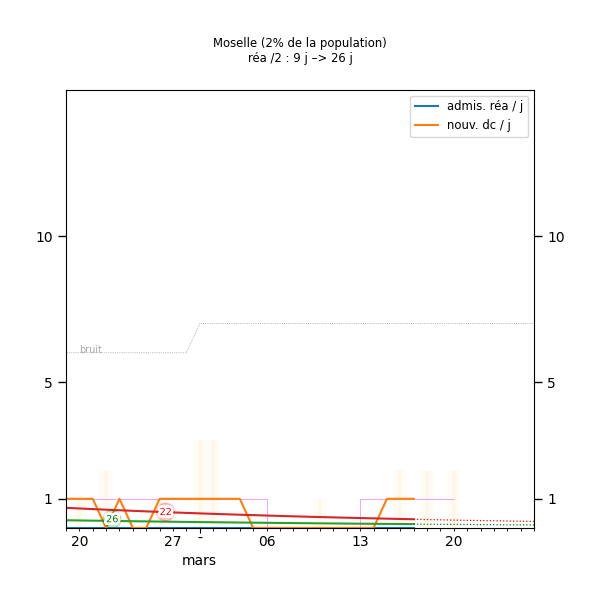 Moselle (2% de la population)
réa /2 : 9 j –> 26 j
admis. réa / j
nouv. dc / j
10
10
bruit
5
5
1
1
22
26
20
27
-
06
13
20
mars